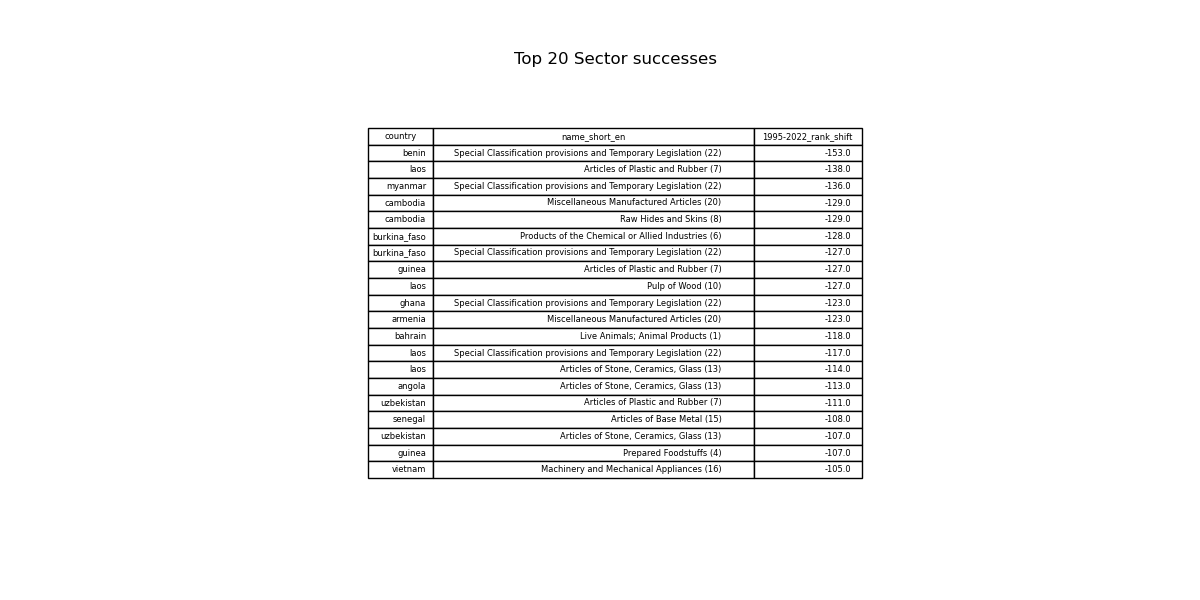 Top 20 Sector successes
country name_short_en 1995-2022_rank_shift
benin Special Classification provisions and Temporary Legislation (22) -153.0
laos Articles of Plastic and Rubber (7) -138.0
myanmar Special Classification provisions and Temporary Legislation (22) -136.0
cambodia Miscellaneous Manufactured Articles (20) -129.0
cambodia Raw Hides and Skins (8) -129.0
burkina_faso Products of the Chemical or Allied Industries (6) -128.0
burkina_faso Special Classification provisions and Temporary Legislation (22) -127.0
guinea Articles of Plastic and Rubber (7) -127.0
laos Pulp of Wood (10) -127.0
ghana Special Classification provisions and Temporary Legislation (22) -123.0
armenia Miscellaneous Manufactured Articles (20) -123.0
bahrain Live Animals; Animal Products (1) -118.0
laos Special Classification provisions and Temporary Legislation (22) -117.0
laos Articles of Stone, Ceramics, Glass (13) -114.0
angola Articles of Stone, Ceramics, Glass (13) -113.0
uzbekistan Articles of Plastic and Rubber (7) -111.0
senegal Articles of Base Metal (15) -108.0
uzbekistan Articles of Stone, Ceramics, Glass (13) -107.0
guinea Prepared Foodstuffs (4) -107.0
vietnam Machinery and Mechanical Appliances (16) -105.0